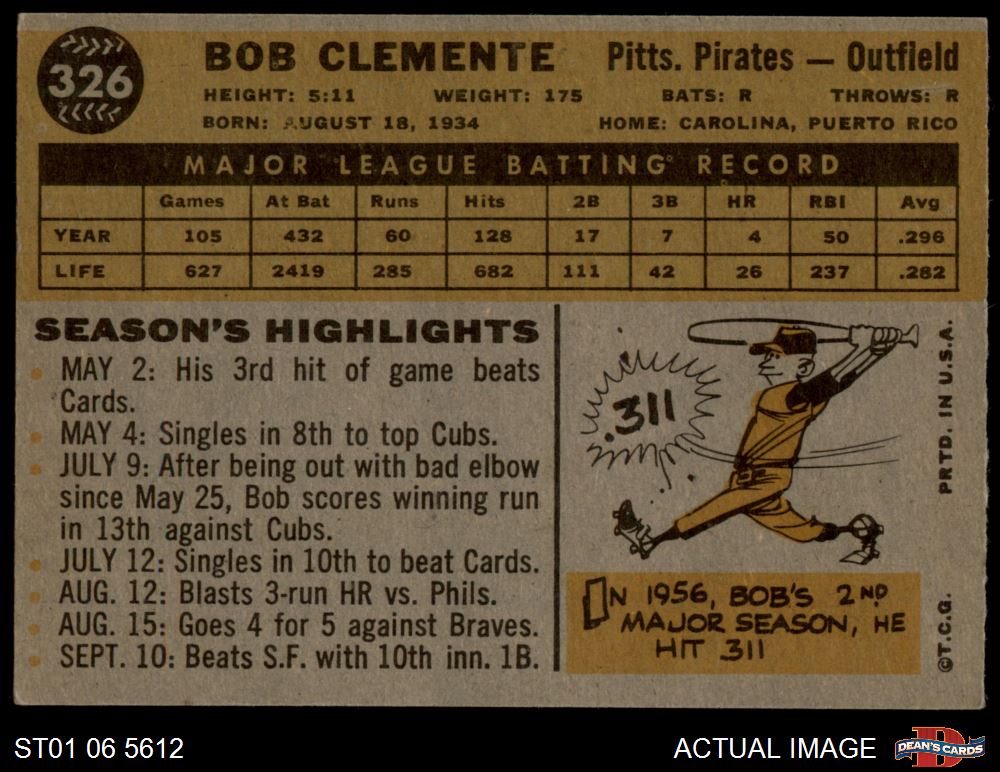 326
BOB CLEMENTE Pitts. Pirates — Outfield
HEIGHT: 5:11 WEIGHT: 175 BATS: R THROWS: R
BORN: AUGUST 18, 1934 HOME: CAROLINA, PUERTO RICO
MAJOR LEAGUE BATTING RECORD
Games At Bat Runs Hits 2B 3B HR RBI Avg
YEAR 105 432 60 128 17 7 4 50 .296
LIFE 627 2419 285 682 111 42 26 237 .282
SEASON'S HIGHLIGHTS
MAY 2: His 3rd hit of game beats
Cards.
MAY 4: Singles in 8th to top Cubs.
JULY 9: After being out with bad elbow
since May 25, Bob scores winning run
in 13th against Cubs.
JULY 12: Singles in 10th to beat Cards.
AUG. 12: Blasts 3-run HR vs. Phils.
AUG. 15: Goes 4 for 5 against Braves.
SEPT. 10: Beats S.F. with 10th inn. 1B.
.311
IN 1956, BOB'S 2ND
MAJOR SEASON, HE
HIT .311
PRTD. IN U.S.A.
©T.C.G.
ST01 06 5612
ACTUAL IMAGE
D
DEAN'S CARDS